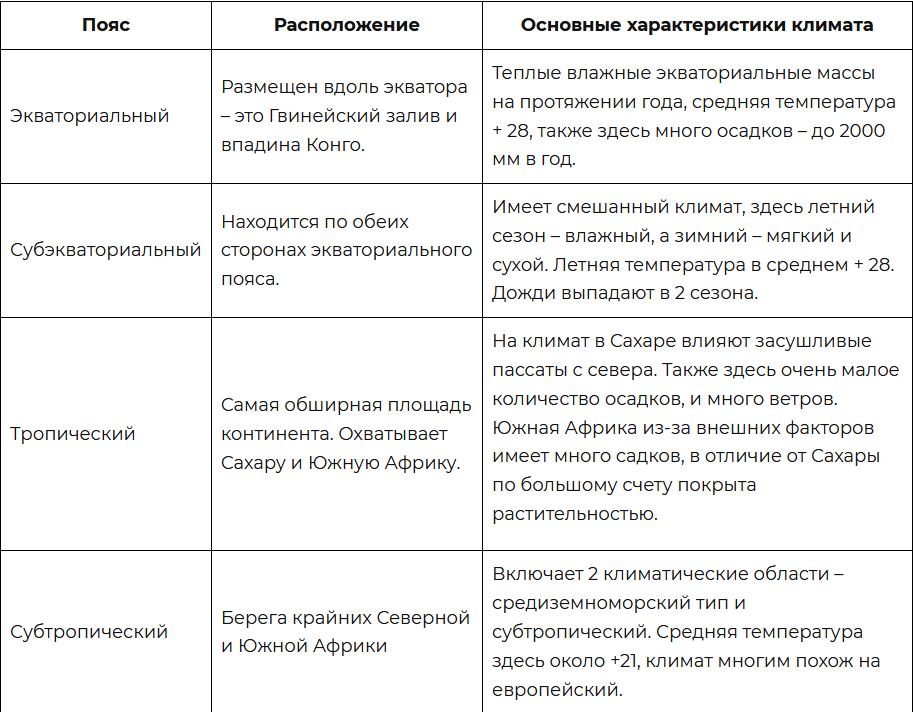 Пояс
Расположение
Основные характеристики климата
Экваториальный
Размещен вдоль экватора
– это Гвинейский залив и
впадина Конго.
Теплые влажные экваториальные массы
на протяжении года, средняя температура
+ 28, также здесь много осадков – до 2000
мм в год.
Субэкваториальный
Находится по обеих
сторонах экваториального
пояса.
Имеет смешанный климат, здесь летний
сезон – влажный, а зимний – мягкий и
сухой. Летняя температура в среднем + 28.
Дожди выпадают в 2 сезона.
Тропический
Самая обширная площадь
континента. Охватывает
Сахару и Южную Африку.
На климат в Сахаре влияют засушливые
пассаты с севера. Также здесь очень малое
количество осадков, и много ветров.
Южная Африка из-за внешних факторов
имеет много садков, в отличие от Сахары
по большому счету покрыта
растительностью.
Субтропический
Берега крайних Северной
и Южной Африки
Включает 2 климатические области –
средиземноморский тип и
субтропический. Средняя температура
здесь около +21, климат многим похож на
европейский.